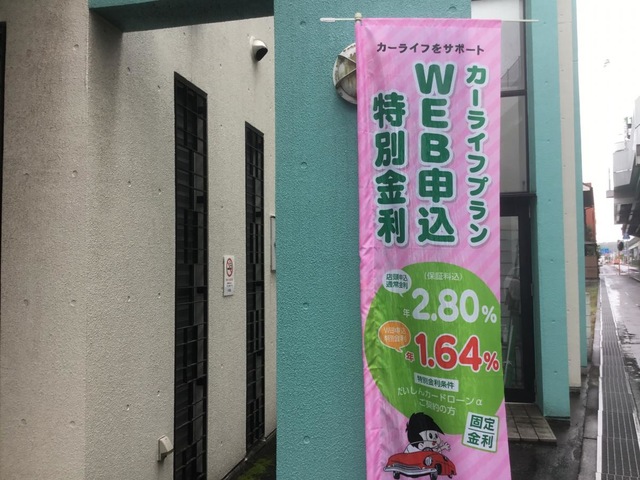 カーライフをサポート
カーライフプラン
WEB申込
特別金利
(保証料込)
店頭申込
通常金利
年2.80%
WEB申込
特別金利
年1.64%
特別金利条件
だいしんカードローンα
ご契約の方
固定
金利